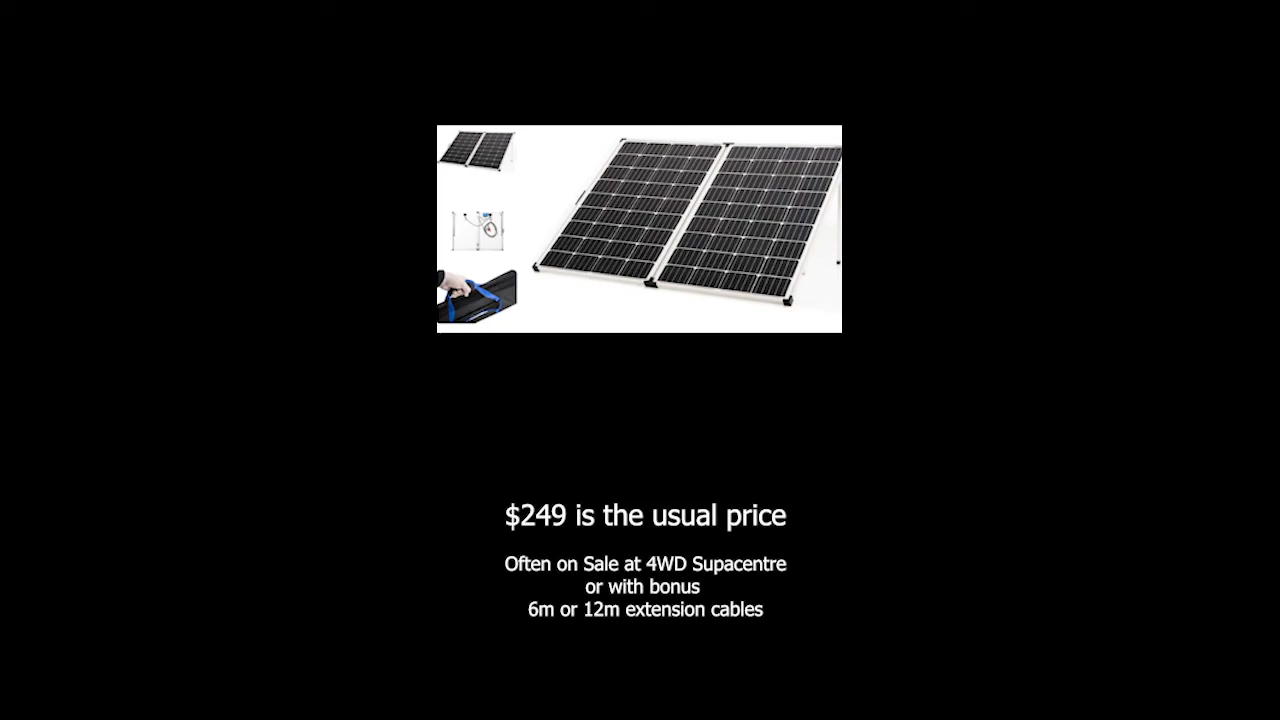 $249 is the usual price
Often on Sale at 4WD Supacentre
or with bonus
6m or 12m extension cables